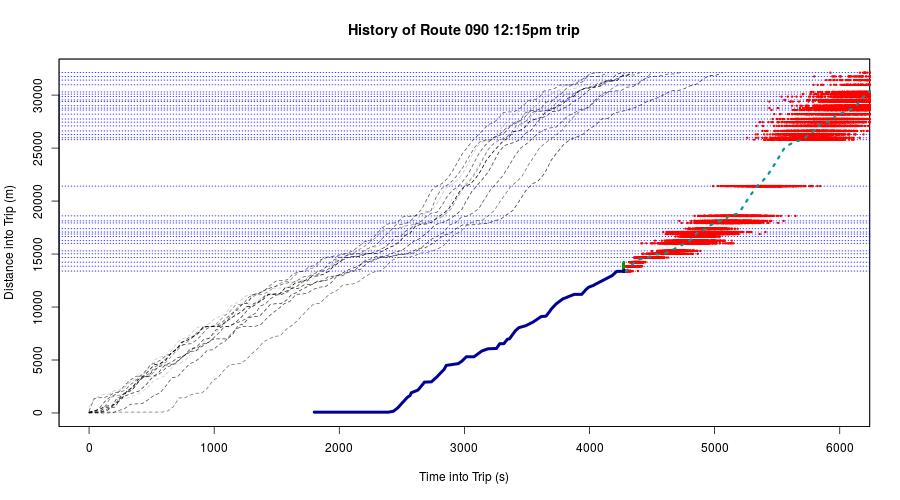 History of Route 090 12:15pm trip
Distance into Trip (m)
30000
25000
20000
15000
10000
5000
0
0 1000 2000 3000 4000 5000 6000
Time into Trip (s)